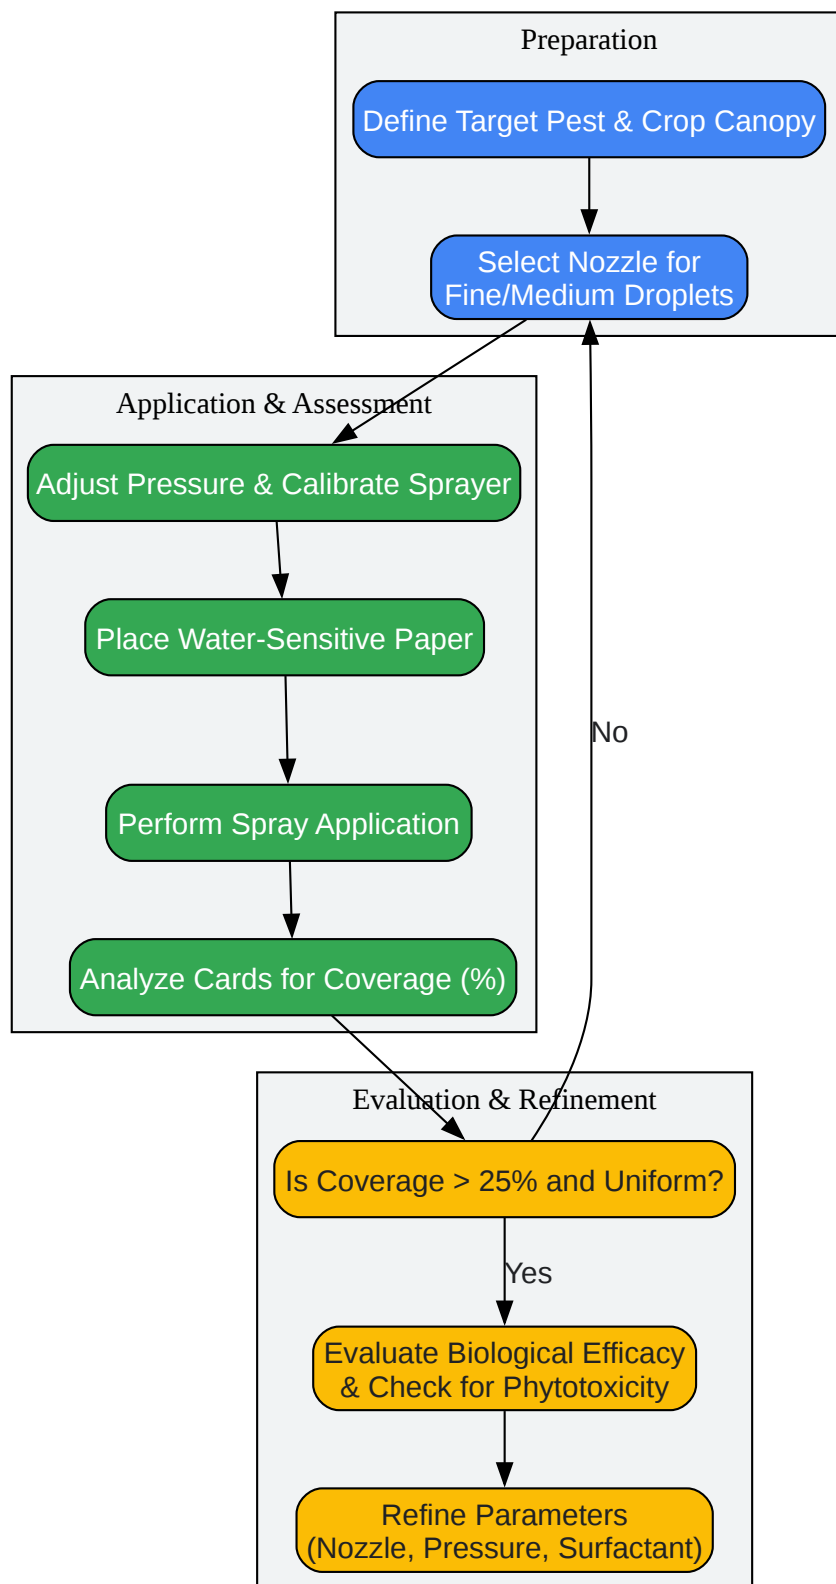 Preparation
Define Target Pest & Crop Canopy
Select Nozzle for
Fine/Medium Droplets
Application & Assessment
Adjust Pressure & Calibrate Sprayer
Place Water-Sensitive Paper
No
Perform Spray Application
Analyze Cards for Coverage (%)
Evaluation & Refinement
Is Coverage > 25% and Uniform?
Yes
Evaluate Biological Efficacy
& Check for Phytotoxicity
Refine Parameters
(Nozzle, Pressure, Surfactant)